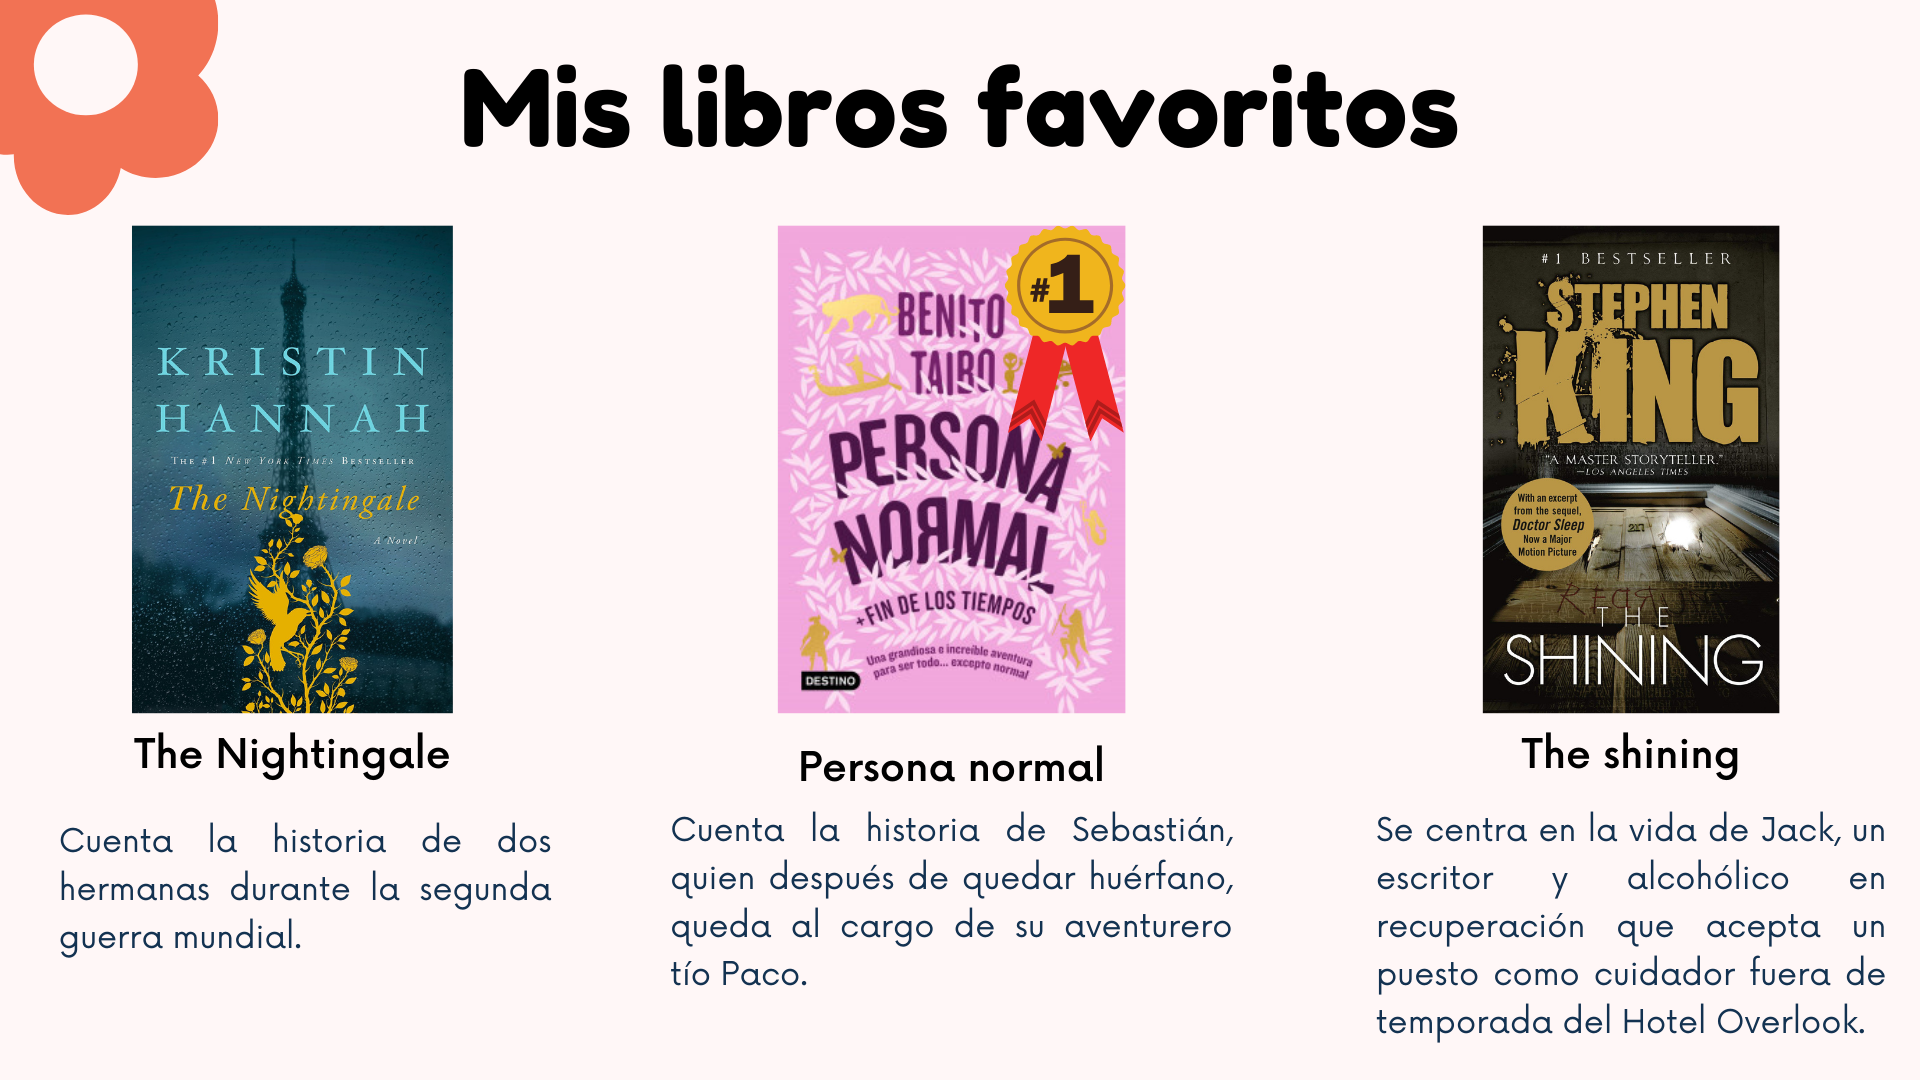 Mis libros favoritos
KRISTIN
HANNAH
THE #1 NEW YORK TIMES BESTSELLER
The Nightingale
A Novel
The Nightingale
Cuenta la historia de dos
hermanas durante la segunda
guerra mundial.
#1
BENITO
TAIBO
PERSONA
NORMAL
+FIN DE LOS TIEMPOS
Una grandiosa e increíble aventura
para ser todo... excepto normal
DESTINO
Persona normal
Cuenta la historia de Sebastián,
quien después de quedar huérfano,
queda al cargo de su aventurero
tío Paco.
#1 BESTSELLER
STEPHEN
KING
"A MASTER STORYTELLER."
—LOS ANGELES TIMES
With an excerpt
from the sequel,
Doctor Sleep
Now a Major
Motion Picture
217
THE
SHINING
The shining
Se centra en la vida de Jack, un
escritor y alcohólico en
recuperación que acepta un
puesto como cuidador fuera de
temporada del Hotel Overlook.